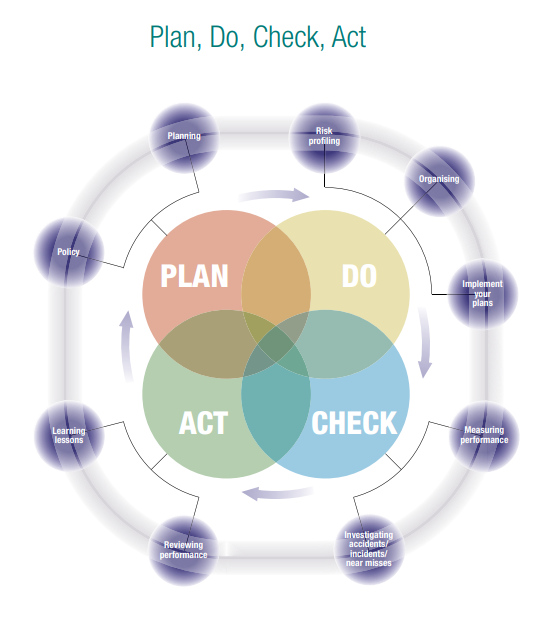 Plan, Do, Check, Act
Planning
Risk
profiling
Organising
Policy
PLAN
DO
Implement
your
plans
ACT
CHECK
Learning
lessons
Measuring
performance
Reviewing
performance
Investigating
accidents/
incidents/
near misses